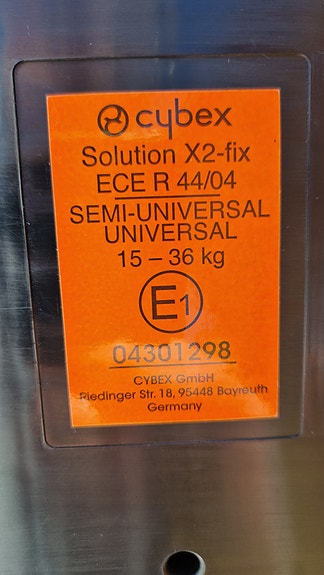 cybex
Solution X2-fix
ECE R 44/04
SEMI-UNIVERSAL
UNIVERSAL
15 – 36 kg
E1
04301298
CYBEX GmbH
Riedinger Str. 18, 95448 Bayreuth
Germany